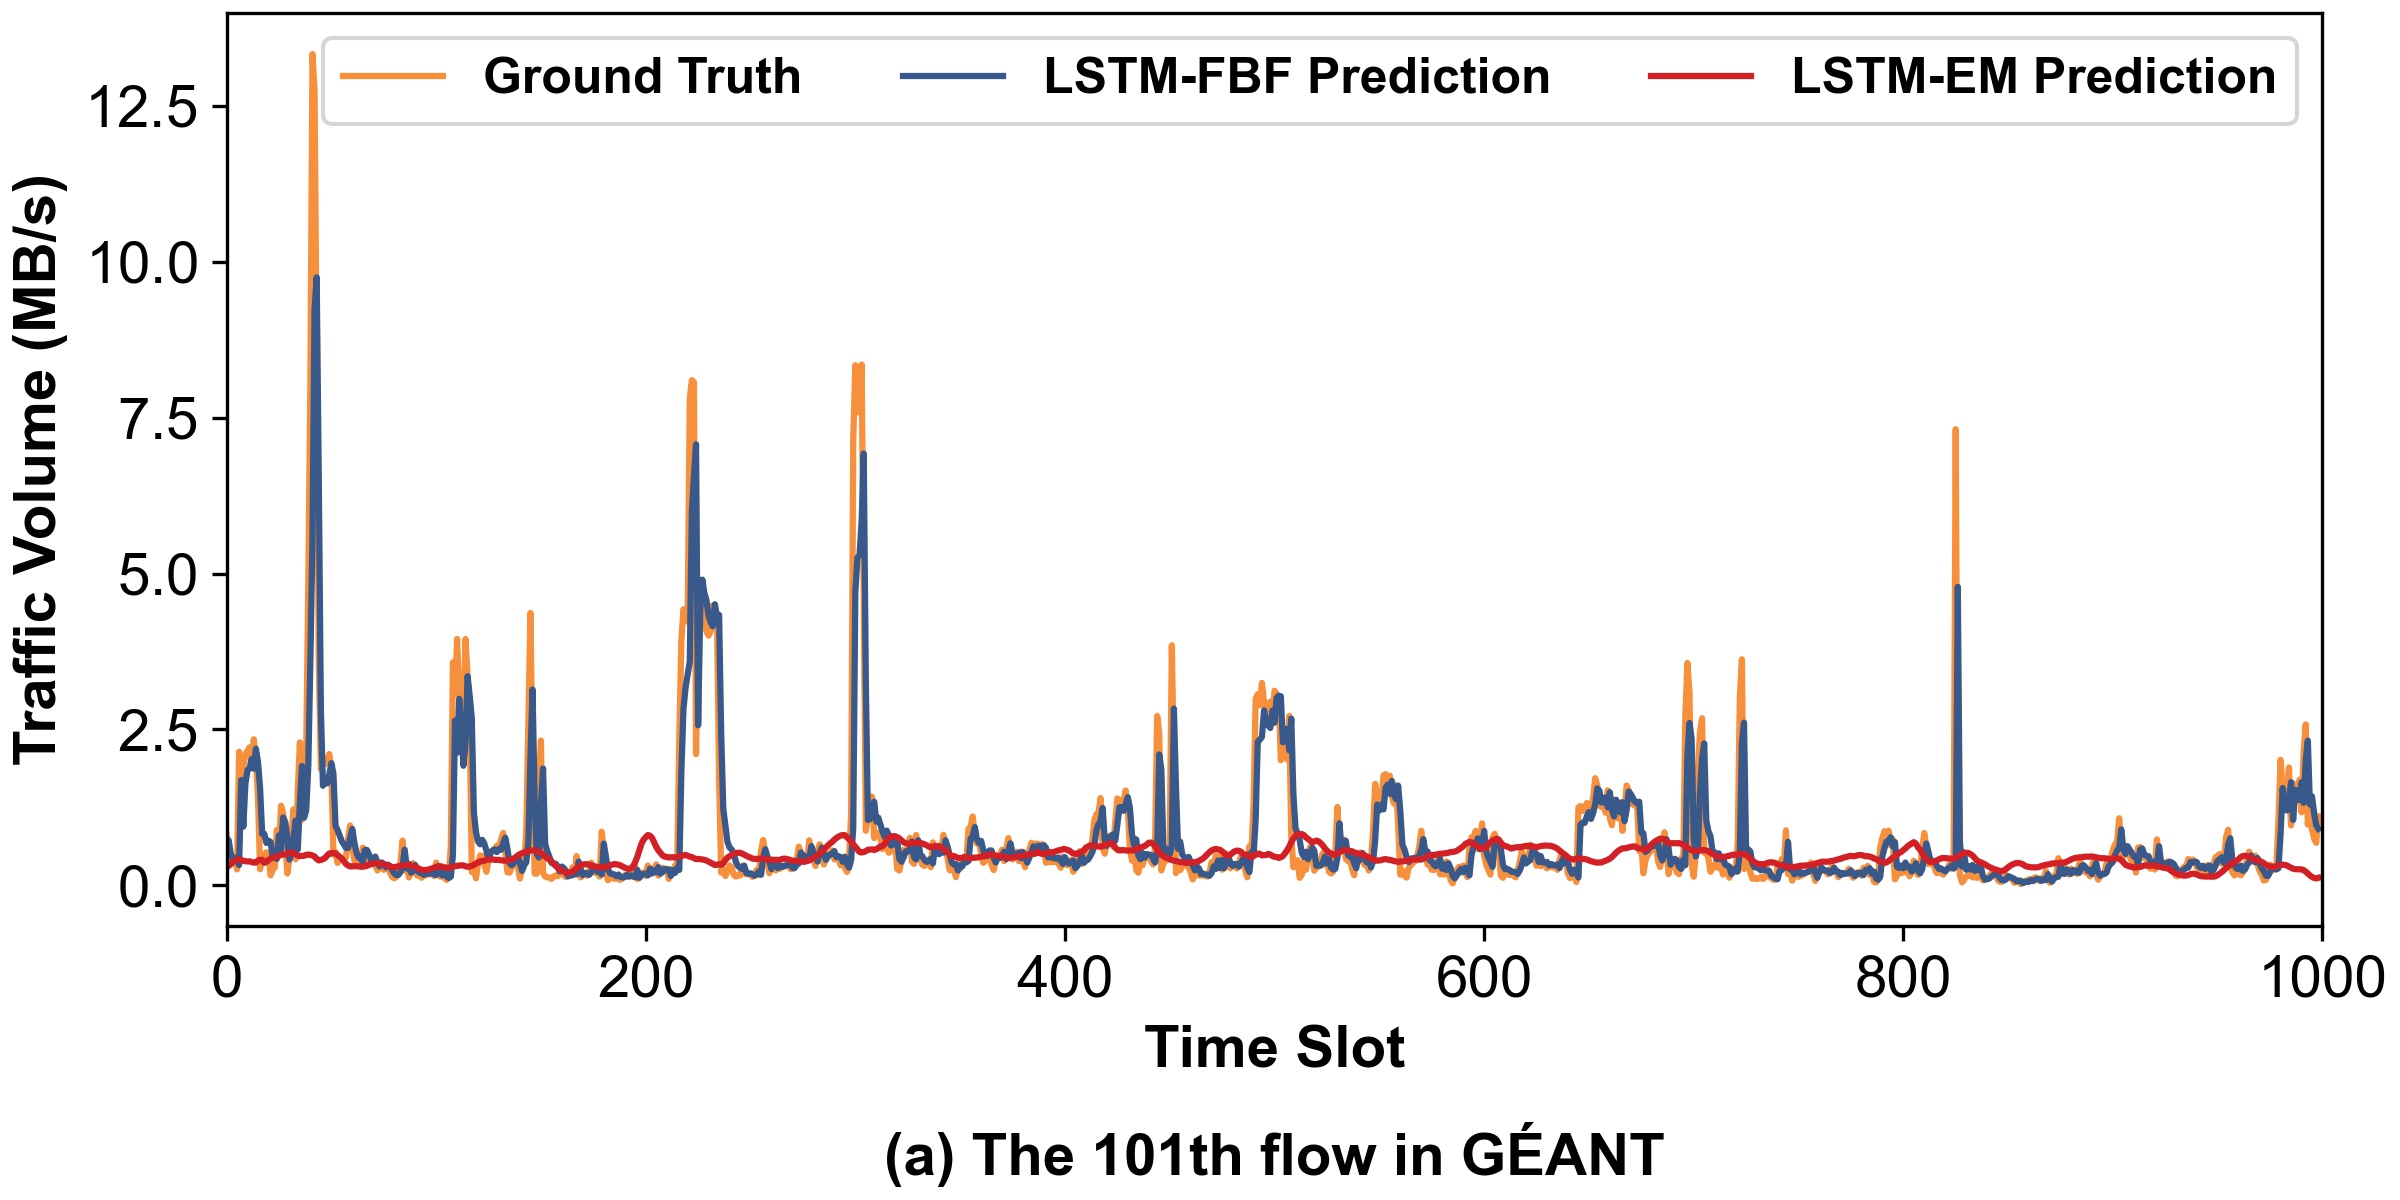 Ground Truth LSTM-FBF Prediction LSTM-EM Prediction
Traffic Volume (MB/s)
12.5
10.0
7.5
5.0
2.5
0.0
0 200 400 600 800 1000
Time Slot
(a) The 101th flow in GÉANT